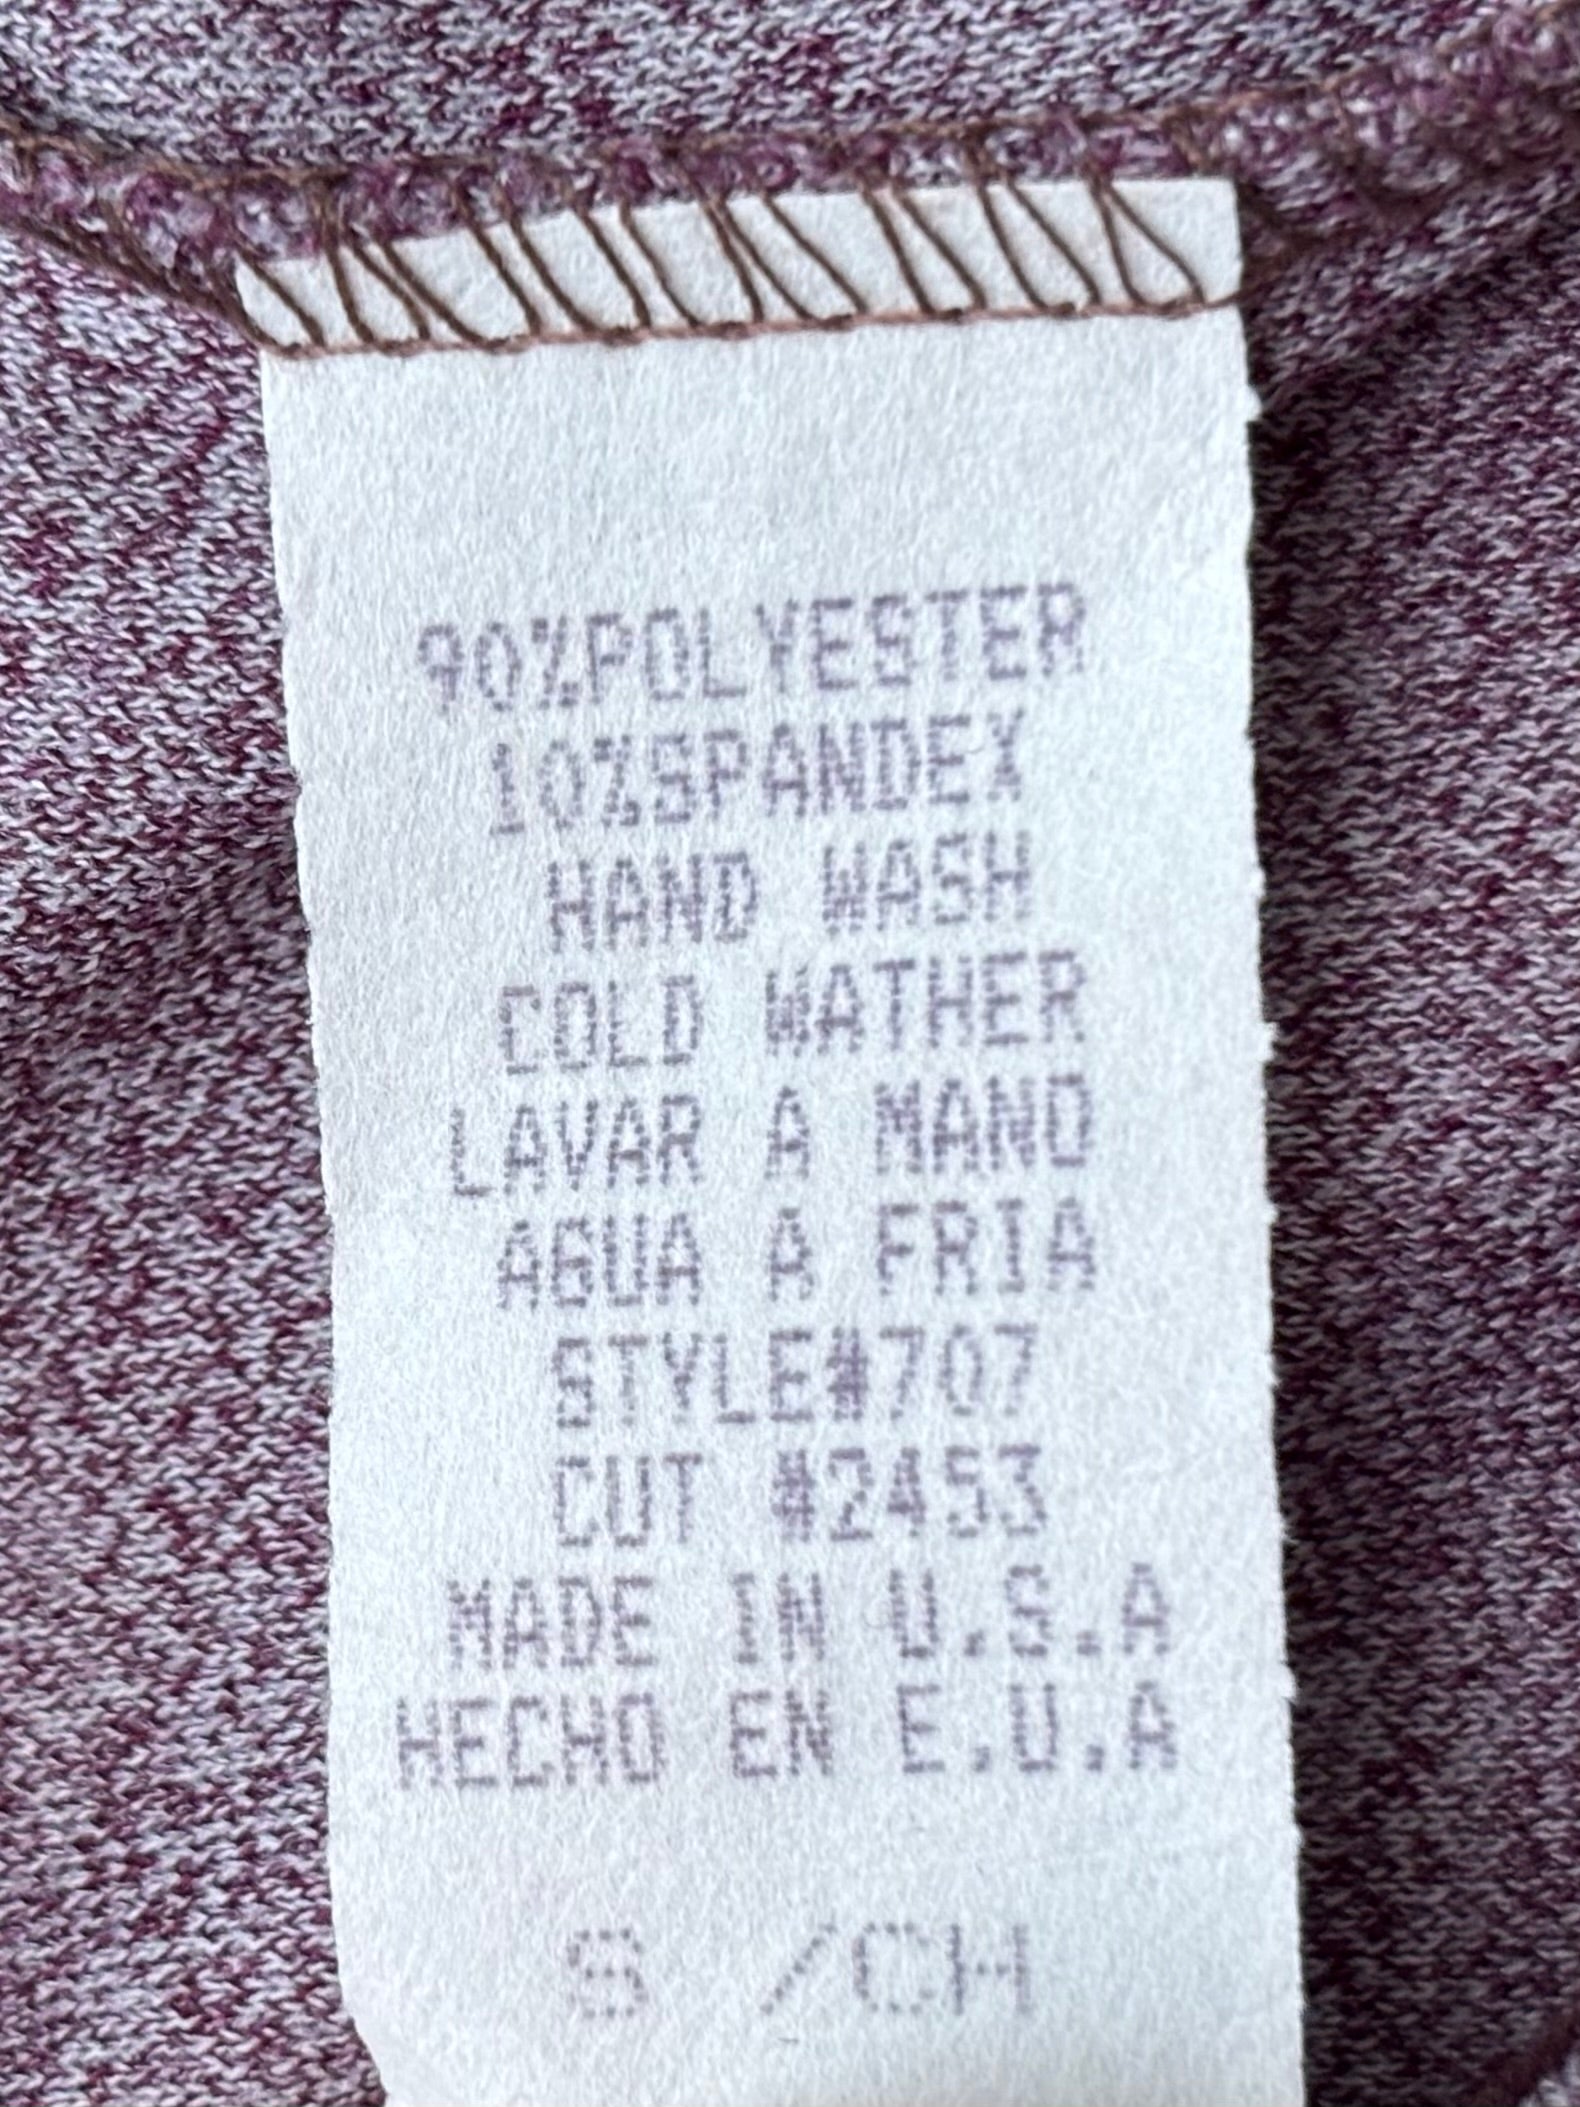 90%POLYESTER
10%SPANDEX
HAND WASH
COLD WATHER
LAVAR A MANO
AGUA A FRIA
STYLE#707
CUT #2453
MADE IN U.S.A
HECHO EN E.U.A
S /CH